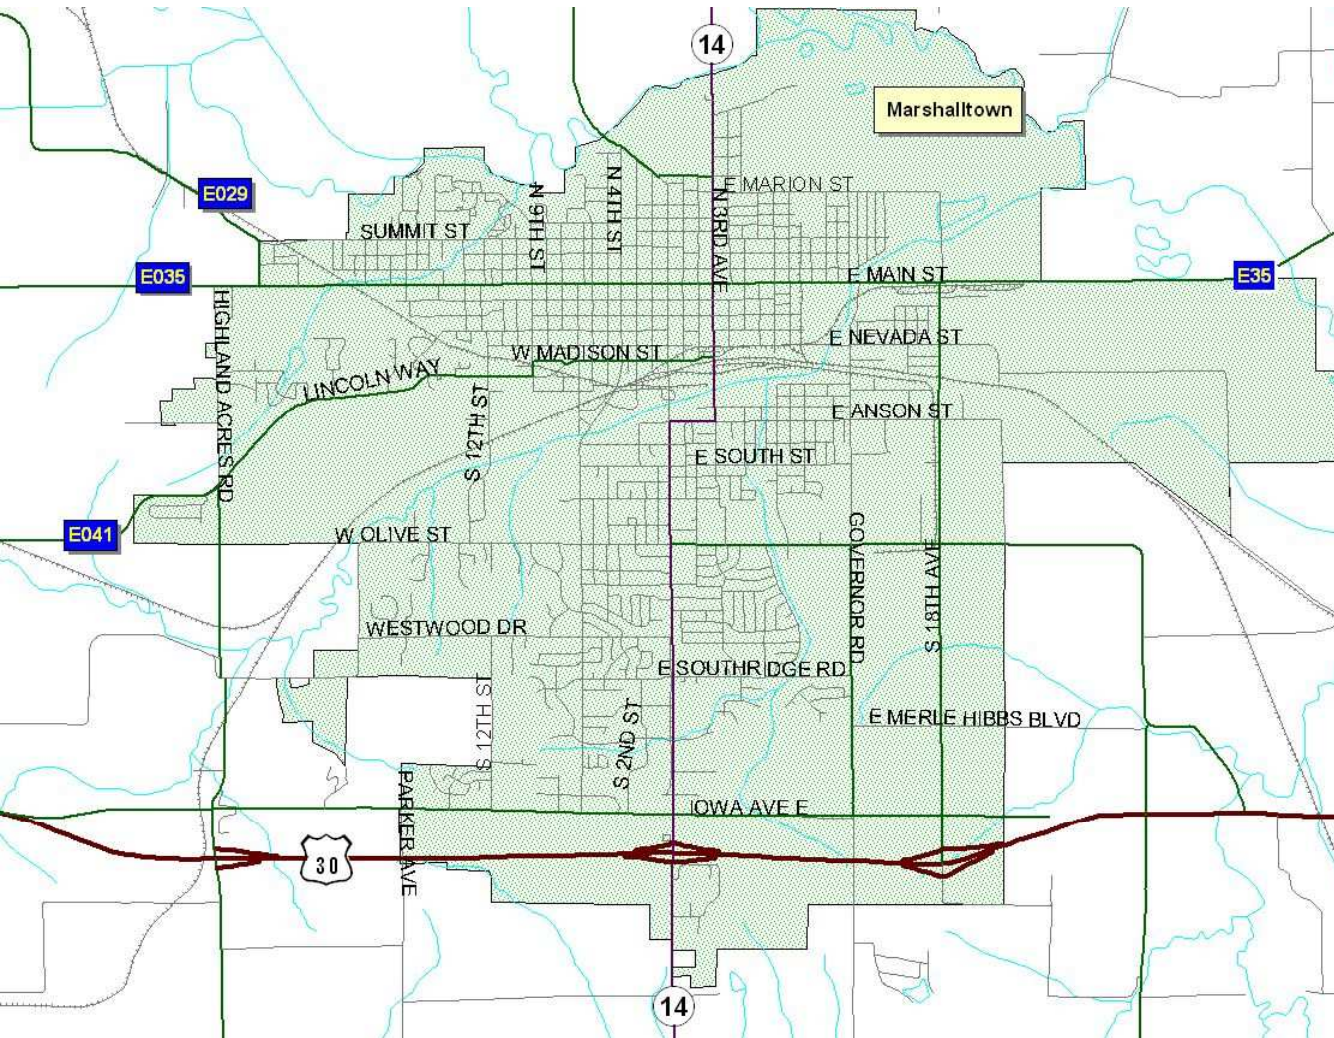 14
Marshalltown
E029
N 9TH ST
N 4TH ST
E MARION ST
N 3RD AVE
SUMMIT ST
E035
E MAIN ST
E35
HIGHLAND ACRES RD
E NEVADA ST
W MADISON ST
LINCOLN WAY
S 12TH ST
E ANSON ST
E SOUTH ST
E041
W OLIVE ST
GOVERNOR RD
S 18TH AVE
WESTWOOD DR
E SOUTHRIDGE RD
S 12TH ST
S 2ND ST
E MERLE HIBBS BLVD
PARKER AVE
IOWA AVE E
30
14